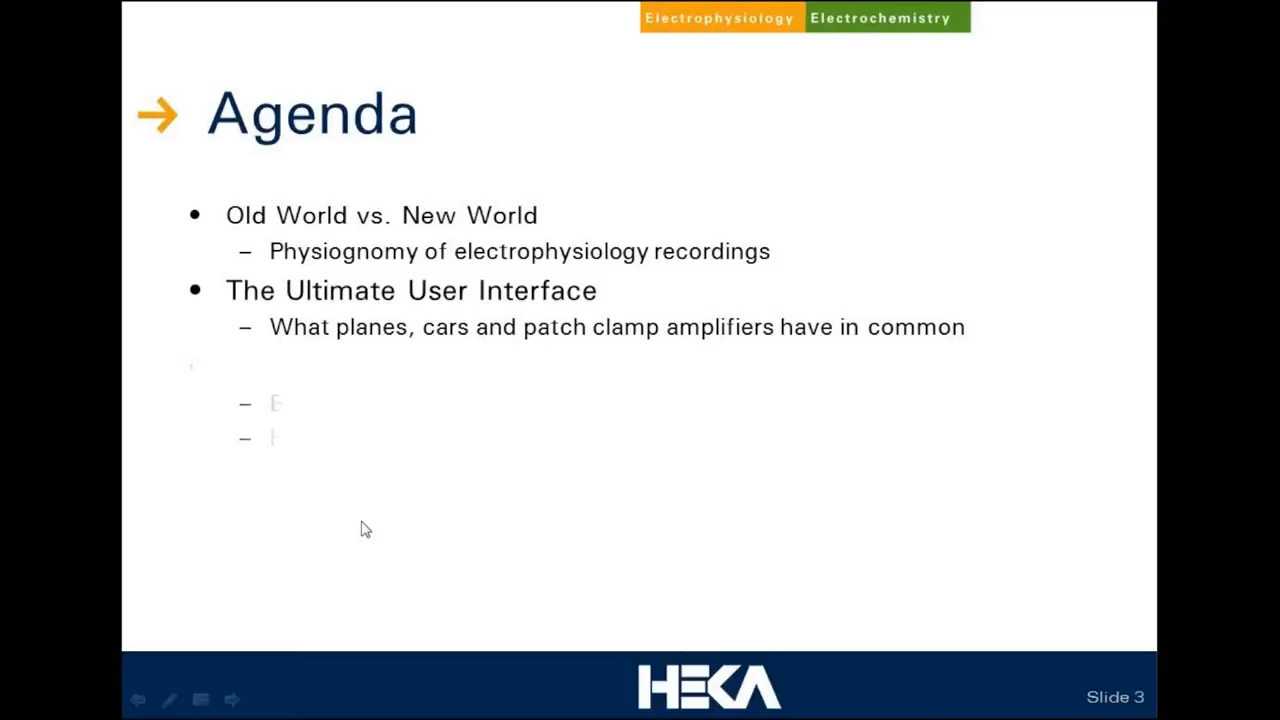 Electrophysiology Electrochemistry
Agenda
• Old World vs. New World
– Physiognomy of electrophysiology recordings
• The Ultimate User Interface
– What planes, cars and patch clamp amplifiers have in common
–
–
HEKA
Slide 3